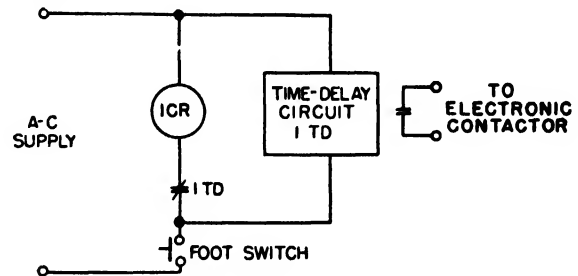 A-C
SUPPLY
1CR
TIME-DELAY
CIRCUIT
1 TD
TO
ELECTRONIC
CONTACTOR
1 TD
FOOT SWITCH